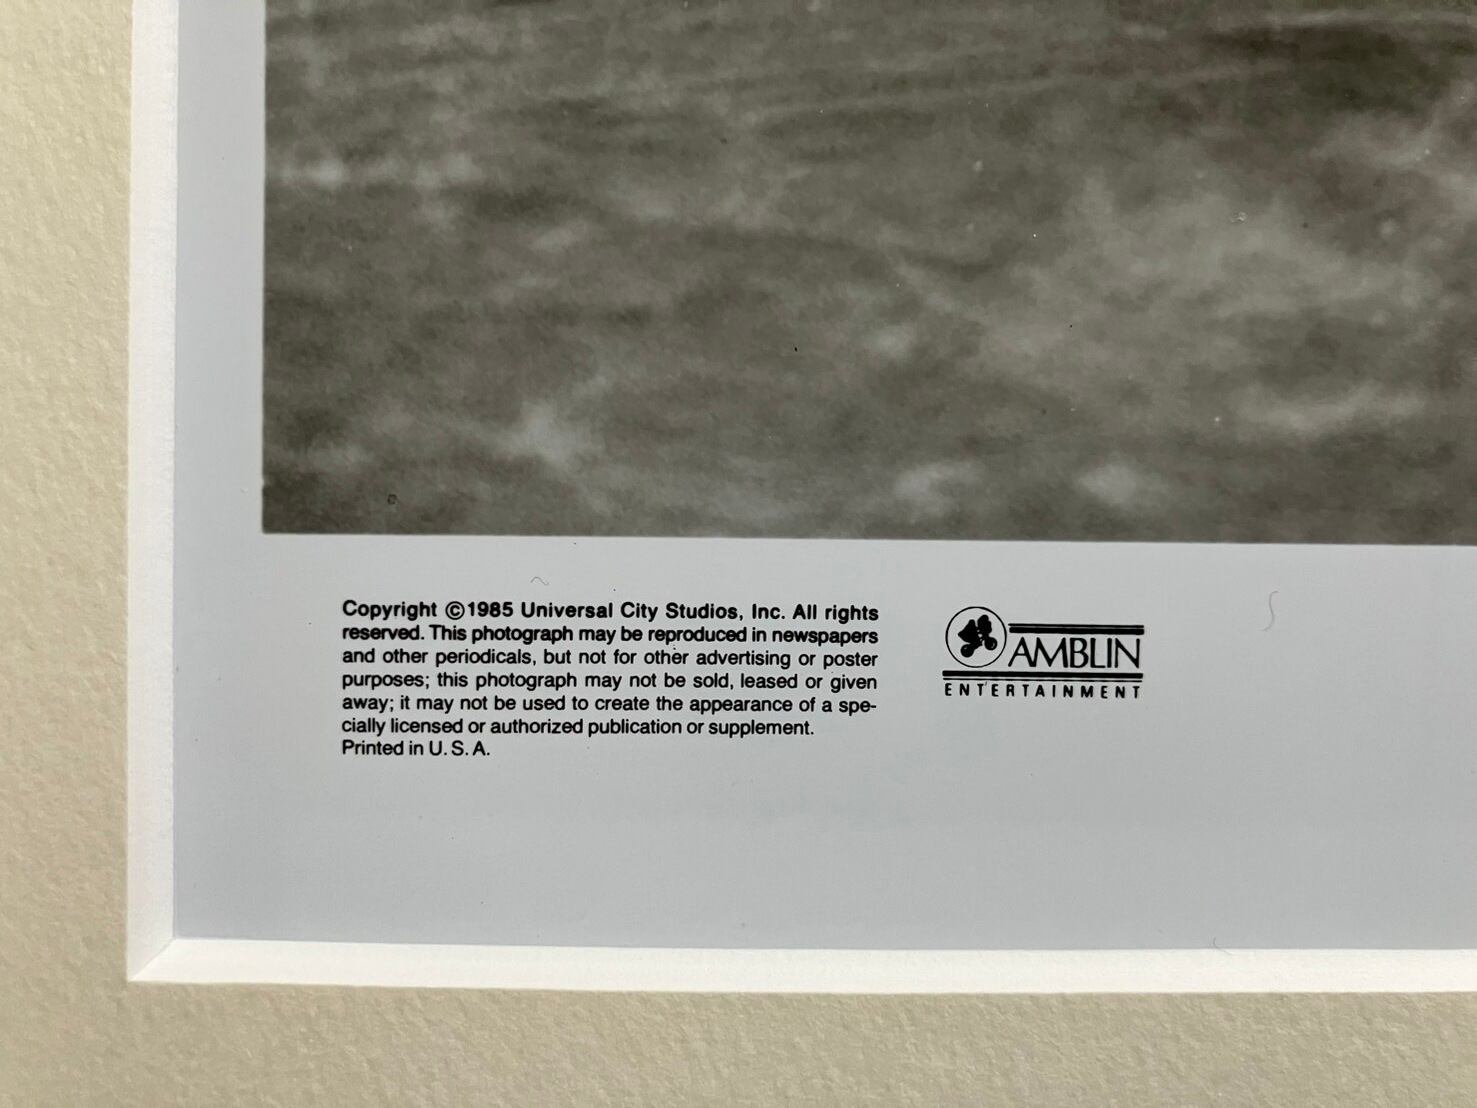 Copyright ©1985 Universal City Studios, Inc. All rights
reserved. This photograph may be reproduced in newspapers
and other periodicals, but not for other advertising or poster
purposes; this photograph may not be sold, leased or given
away; it may not be used to create the appearance of a spe-
cially licensed or authorized publication or supplement.
Printed in U. S. A.
AMBLIN
ENTERTAINMENT